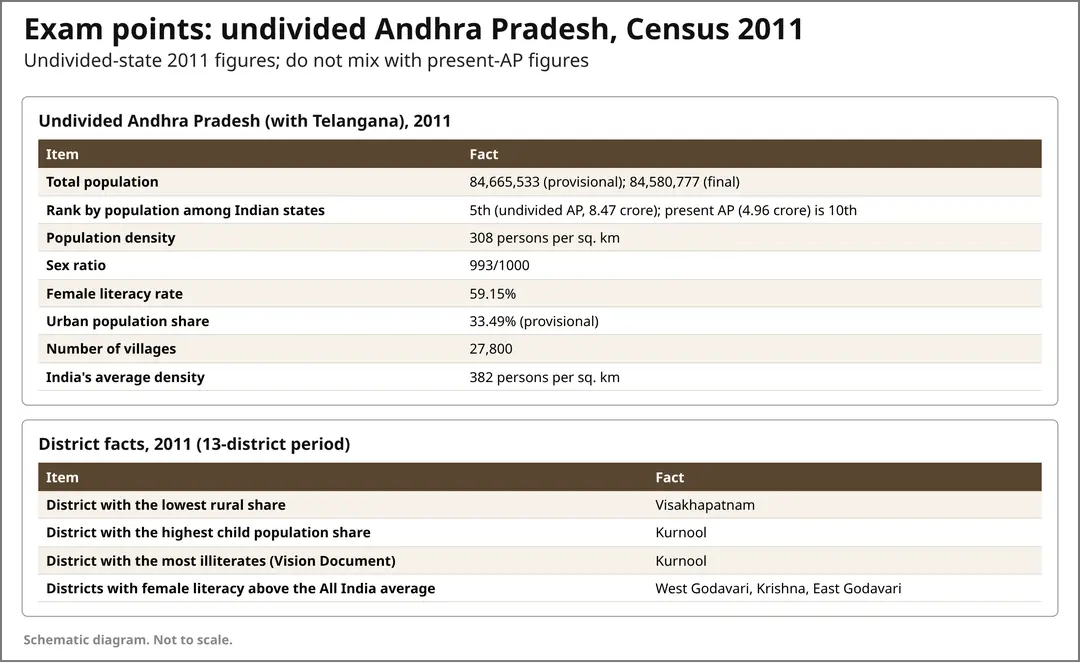 Exam points: undivided Andhra Pradesh, Census 2011
Undivided-state 2011 figures; do not mix with present-AP figures
Undivided Andhra Pradesh (with Telangana), 2011
Item Fact
Total population 84,665,533 (provisional); 84,580,777 (final)
Rank by population among Indian states 5th (undivided AP, 8.47 crore); present AP (4.96 crore) is 10th
Population density 308 persons per sq. km
Sex ratio 993/1000
Female literacy rate 59.15%
Urban population share 33.49% (provisional)
Number of villages 27,800
India's average density 382 persons per sq. km
District facts, 2011 (13-district period)
Item Fact
District with the lowest rural share Visakhapatnam
District with the highest child population share Kurnool
District with the most illiterates (Vision Document) Kurnool
Districts with female literacy above the All India average West Godavari, Krishna, East Godavari
Schematic diagram. Not to scale.